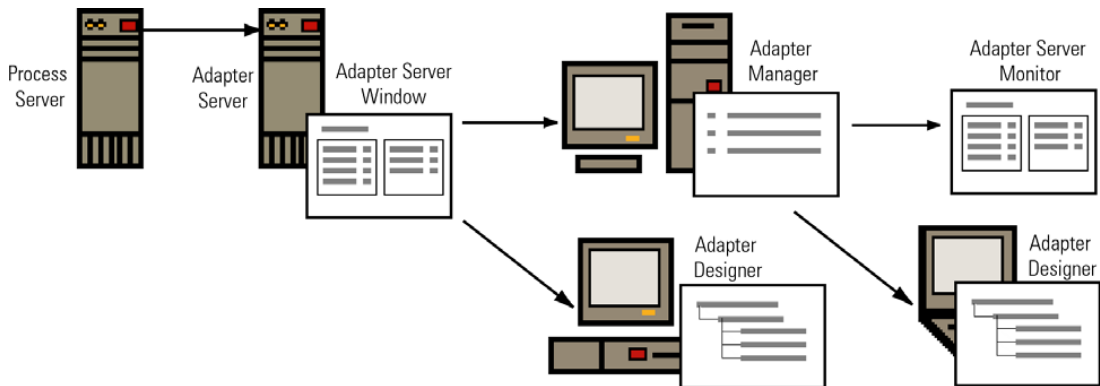 Process
Server
Adapter
Server
Adapter Server
Window
Adapter
Manager
Adapter Server
Monitor
Adapter
Designer
Adapter
Designer